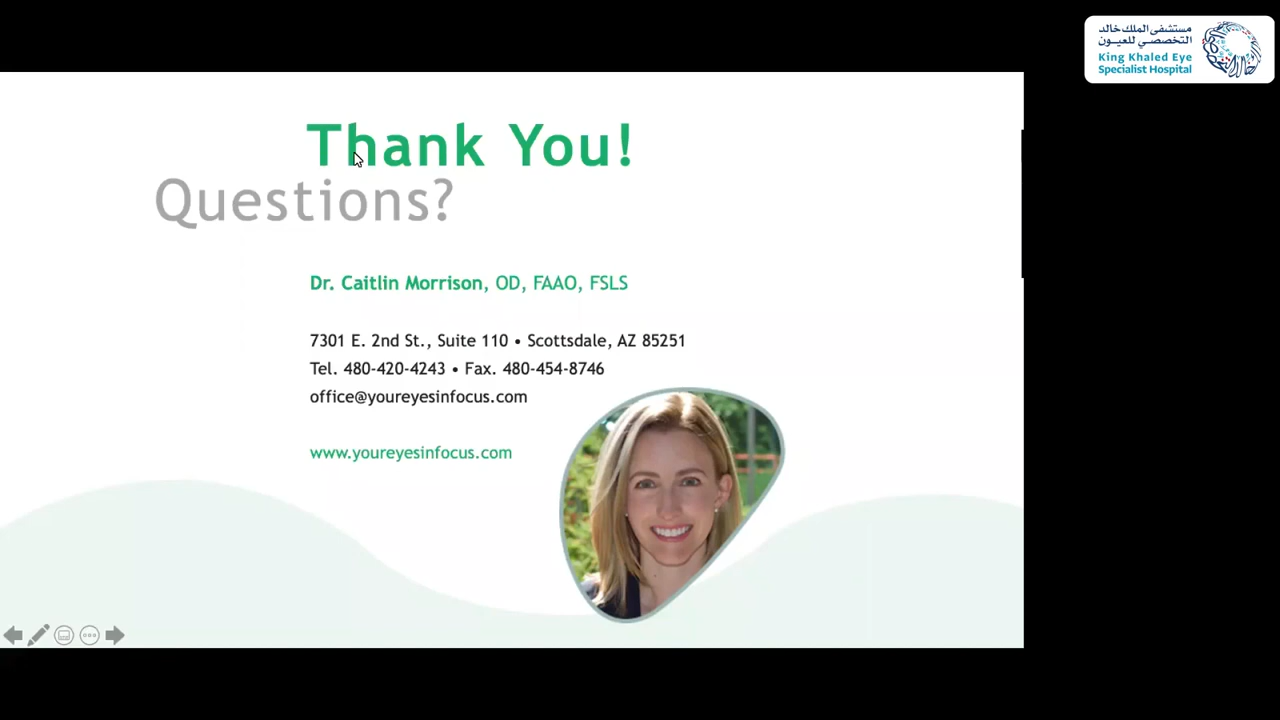 مستشفى الملك خالد
التخصصي للعيون
King Khaled Eye
Specialist Hospital
Thank You!
Questions?
Dr. Caitlin Morrison, OD, FAAO, FSLS
7301 E. 2nd St., Suite 110 • Scottsdale, AZ 85251
Tel. 480-420-4243 • Fax. 480-454-8746
office@youreyesinfocus.com
www.youreyesinfocus.com